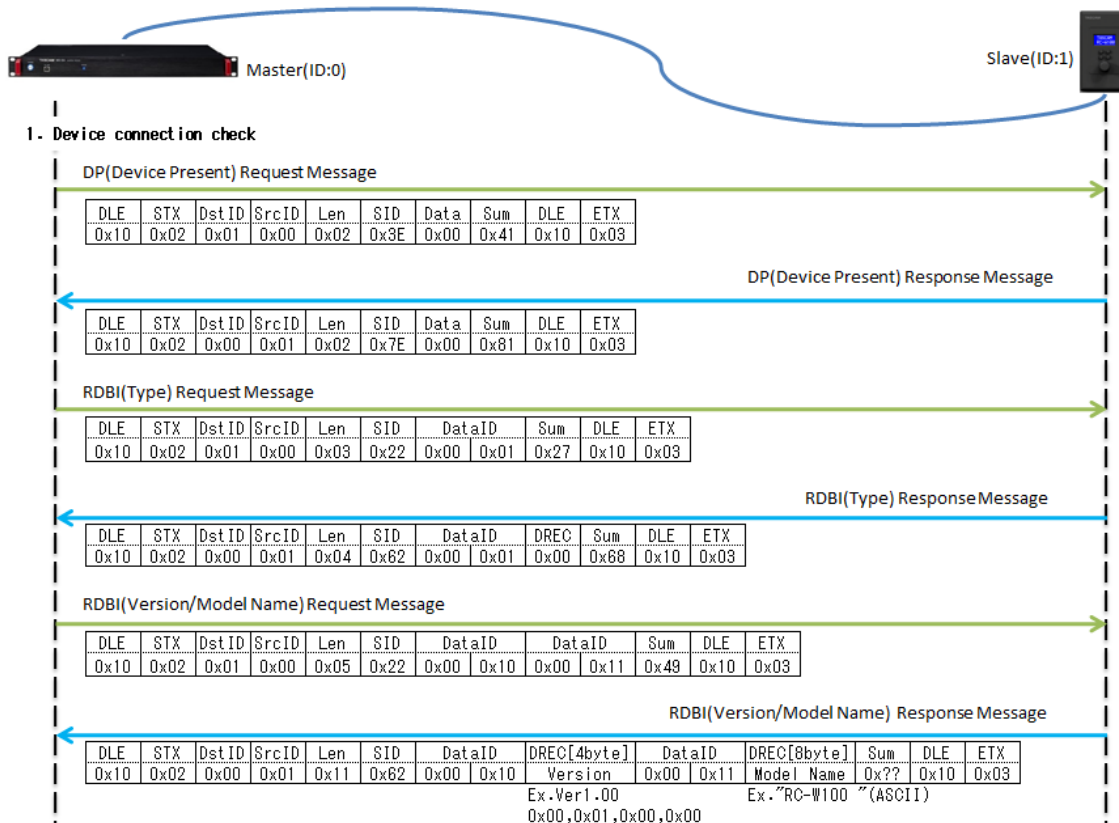 Master(ID:0)
Slave(ID:1)
1. Device connection check
DP(Device Present) Request Message
DLE STX DstID SrcID Len SID Data Sum DLE ETX
0x10 0x02 0x01 0x00 0x02 0x3E 0x00 0x41 0x10 0x03
DP(Device Present) Response Message
DLE STX DstID SrcID Len SID Data Sum DLE ETX
0x10 0x02 0x00 0x01 0x02 0x7E 0x00 0x81 0x10 0x03
RDBI(Type) Request Message
DLE STX DstID SrcID Len SID DataID Sum DLE ETX
0x10 0x02 0x01 0x00 0x03 0x22 0x00 0x01 0x27 0x10 0x03
RDBI(Type) Response Message
DLE STX DstID SrcID Len SID DataID DREC Sum DLE ETX
0x10 0x02 0x00 0x01 0x04 0x62 0x00 0x01 0x00 0x68 0x10 0x03
RDBI(Version/Model Name) Request Message
DLE STX DstID SrcID Len SID DataID DataID Sum DLE ETX
0x10 0x02 0x01 0x00 0x05 0x22 0x00 0x10 0x00 0x11 0x49 0x10 0x03
RDBI(Version/Model Name) Response Message
DLE STX DstID SrcID Len SID DataID DREC[4byte] DataID DREC[8byte] Sum DLE ETX
0x10 0x02 0x00 0x01 0x11 0x62 0x00 0x10 Version 0x00 0x11 Model Name 0x?? 0x10 0x03
Ex.Ver1.00 Ex."RC-W100 "(ASCII)
0x00,0x01,0x00,0x00